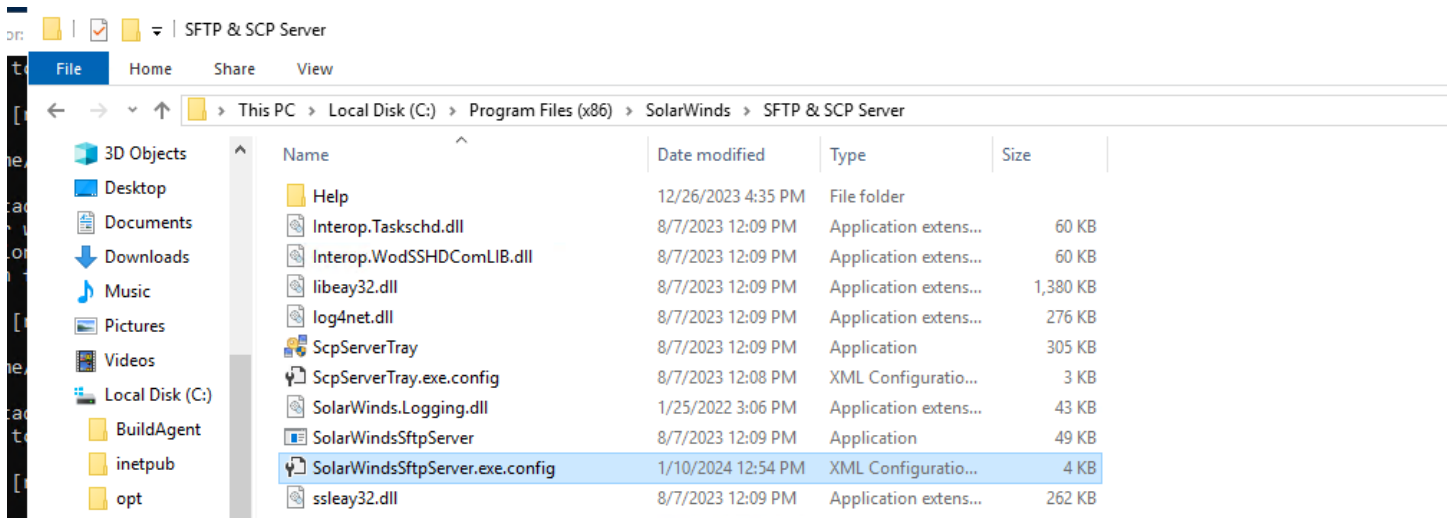 SFTP & SCP Server
File Home Share View
This PC > Local Disk (C:) > Program Files (x86) > SolarWinds > SFTP & SCP Server
Name Date modified Type Size
3D Objects
Desktop
Documents
Downloads
Music
Pictures
Videos
Local Disk (C:)
BuildAgent
inetpub
opt
Help 12/26/2023 4:35 PM File folder
Interop.Taskschd.dll 8/7/2023 12:09 PM Application extens... 60 KB
Interop.WodSSHDComLIB.dll 8/7/2023 12:09 PM Application extens... 60 KB
libeay32.dll 8/7/2023 12:09 PM Application extens... 1,380 KB
log4net.dll 8/7/2023 12:09 PM Application extens... 276 KB
ScpServerTray 8/7/2023 12:09 PM Application 305 KB
ScpServerTray.exe.config 8/7/2023 12:08 PM XML Configuratio... 3 KB
SolarWinds.Logging.dll 1/25/2022 3:06 PM Application extens... 43 KB
SolarWindsSftpServer 8/7/2023 12:09 PM Application 49 KB
SolarWindsSftpServer.exe.config 1/10/2024 12:54 PM XML Configuratio... 4 KB
ssleay32.dll 8/7/2023 12:09 PM Application extens... 262 KB